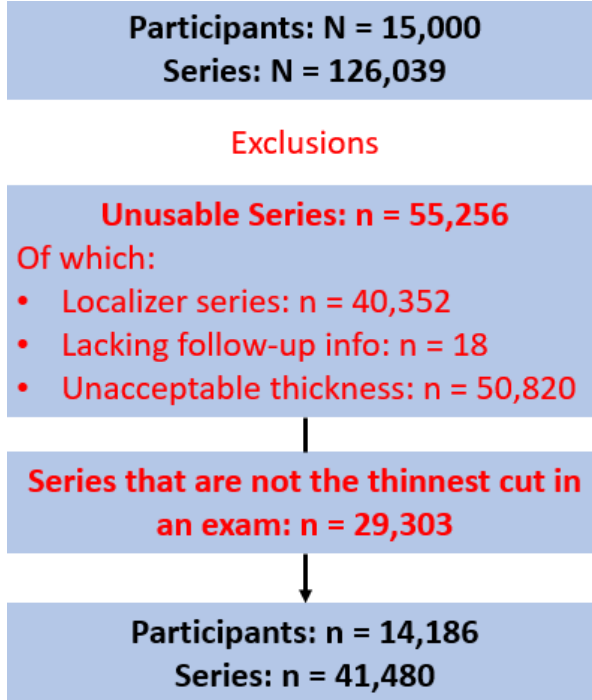 Participants: N = 15,000
Series: N = 126,039
Exclusions
Unusable Series: n = 55,256
Of which:
• Localizer series: n = 40,352
• Lacking follow-up info: n = 18
• Unacceptable thickness: n = 50,820
Series that are not the thinnest cut in
an exam: n = 29,303
Participants: n = 14,186
Series: n = 41,480